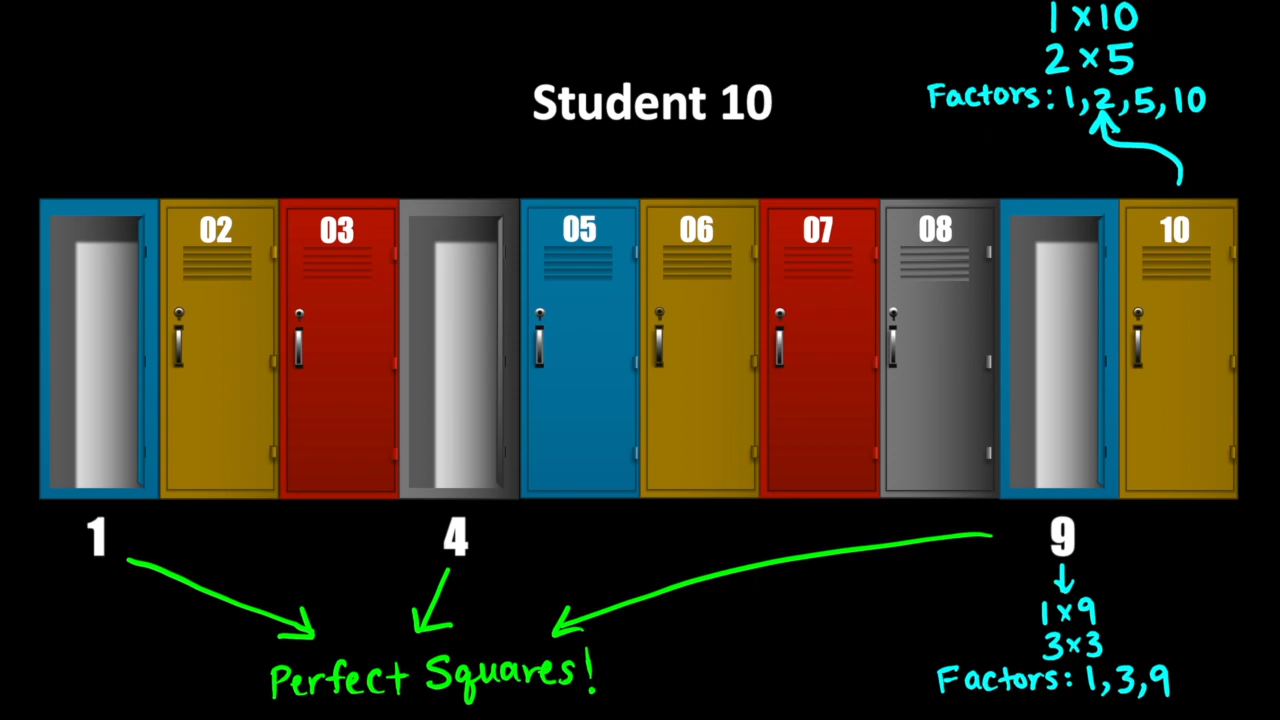 1 x 10
2 x 5
Factors: 1, 2, 5, 10
Student 10
02 03 05 06 07 08 10
1 4 9
1 x 9
3 x 3
Factors: 1, 3, 9
Perfect Squares!